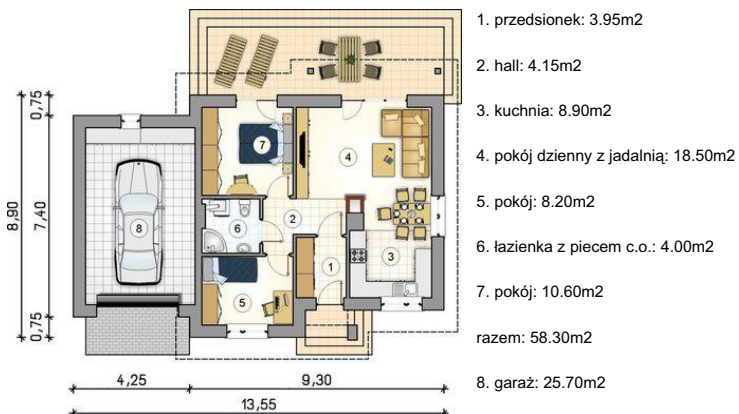 1. przedsionek: 3.95m2
2. hall: 4.15m2
3. kuchnia: 8.90m2
4. pokój dzienny z jadalnią: 18.50m2
5. pokój: 8.20m2
6. łazienka z piecem c.o.: 4.00m2
7. pokój: 10.60m2
razem: 58.30m2
8. garaż: 25.70m2
0,75
8,90
7,40
0,75
7
4
8
6
2
1
3
5
4,25
9,30
13,55